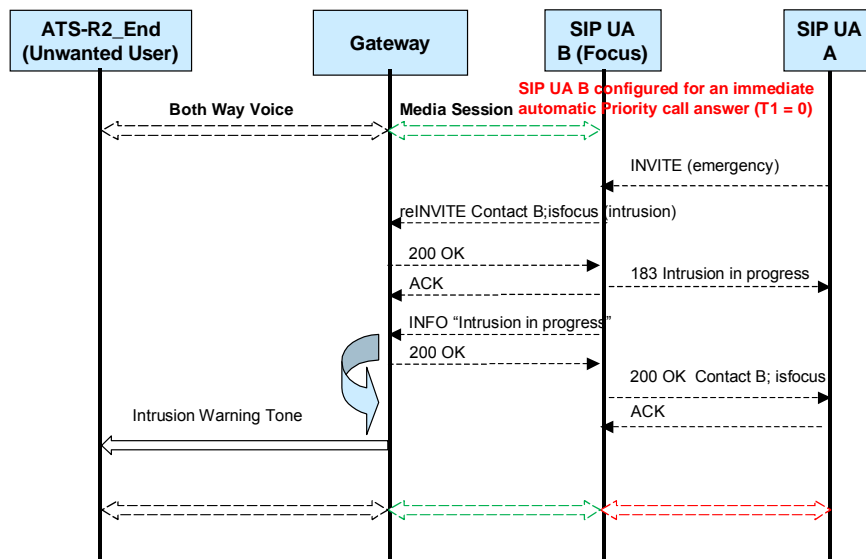 ATS-R2_End
(Unwanted User)
Gateway
SIP UA
B (Focus)
SIP UA
A
SIP UA B configured for an immediate
automatic Priority call answer (T1 = 0)
Both Way Voice
Media Session
INVITE (emergency)
reINVITE Contact B;isfocus (intrusion)
200 OK
ACK
183 Intrusion in progress
INFO “Intrusion in progress”
200 OK
200 OK Contact B; isfocus
ACK
Intrusion Warning Tone